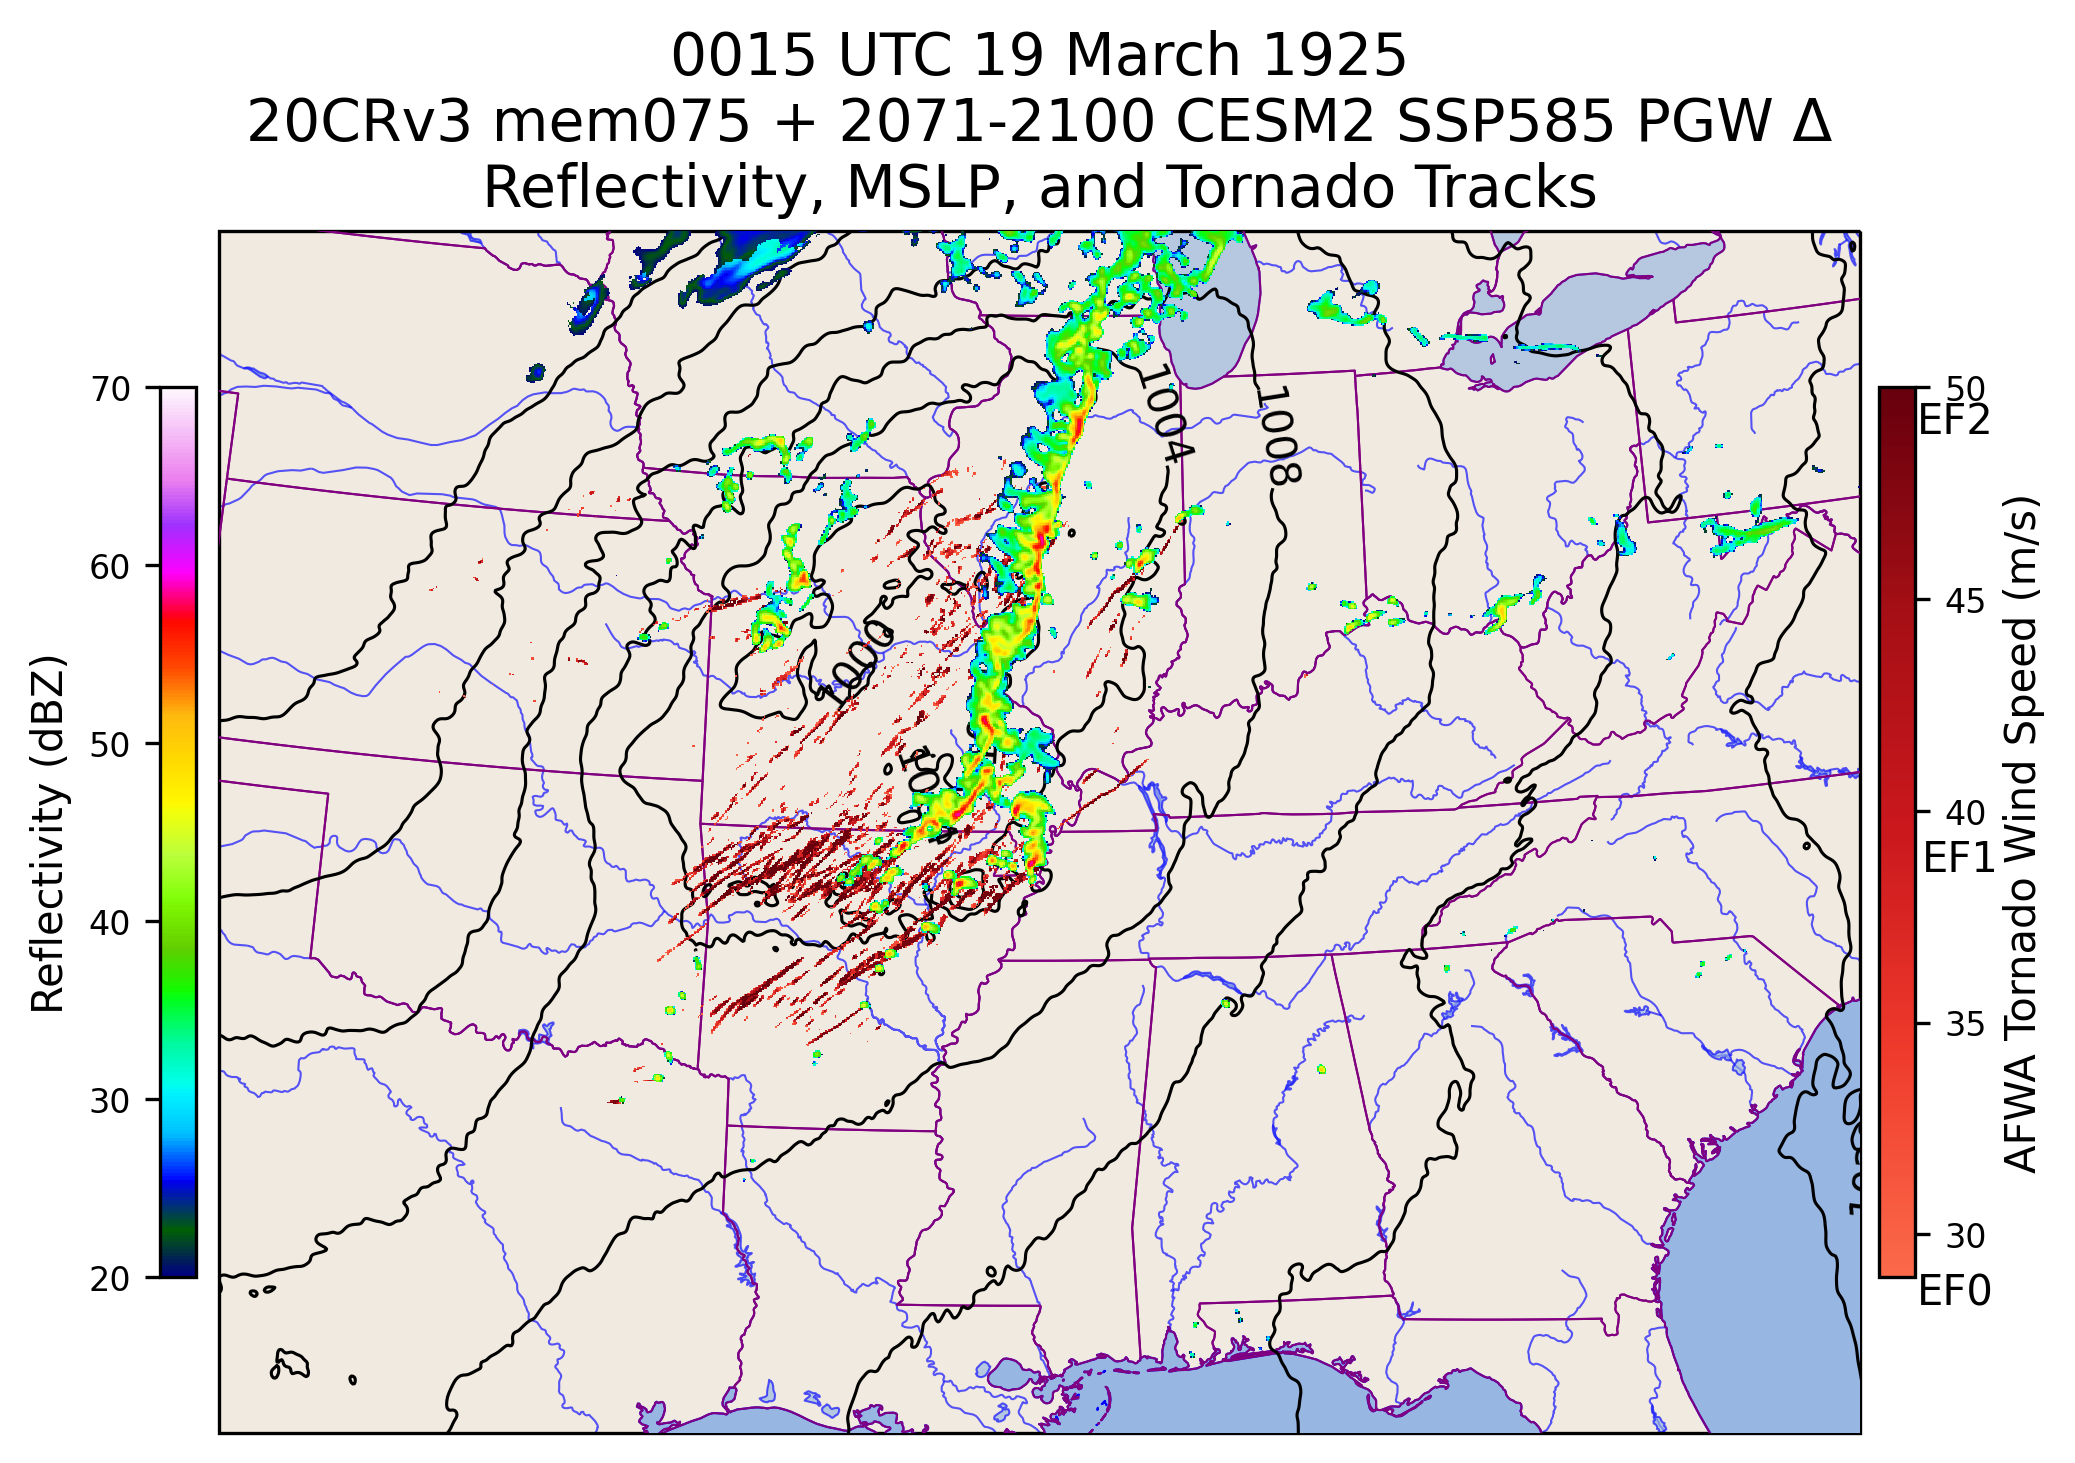 0015 UTC 19 March 1925
20CRv3 mem075 + 2071-2100 CESM2 SSP585 PGW Δ
Reflectivity, MSLP, and Tornado Tracks
70
60
50
40
30
20
Reflectivity (dBZ)
1004
1008
1000
50
EF2
45
40
EF1
35
30
EF0
AFWA Tornado Wind Speed (m/s)